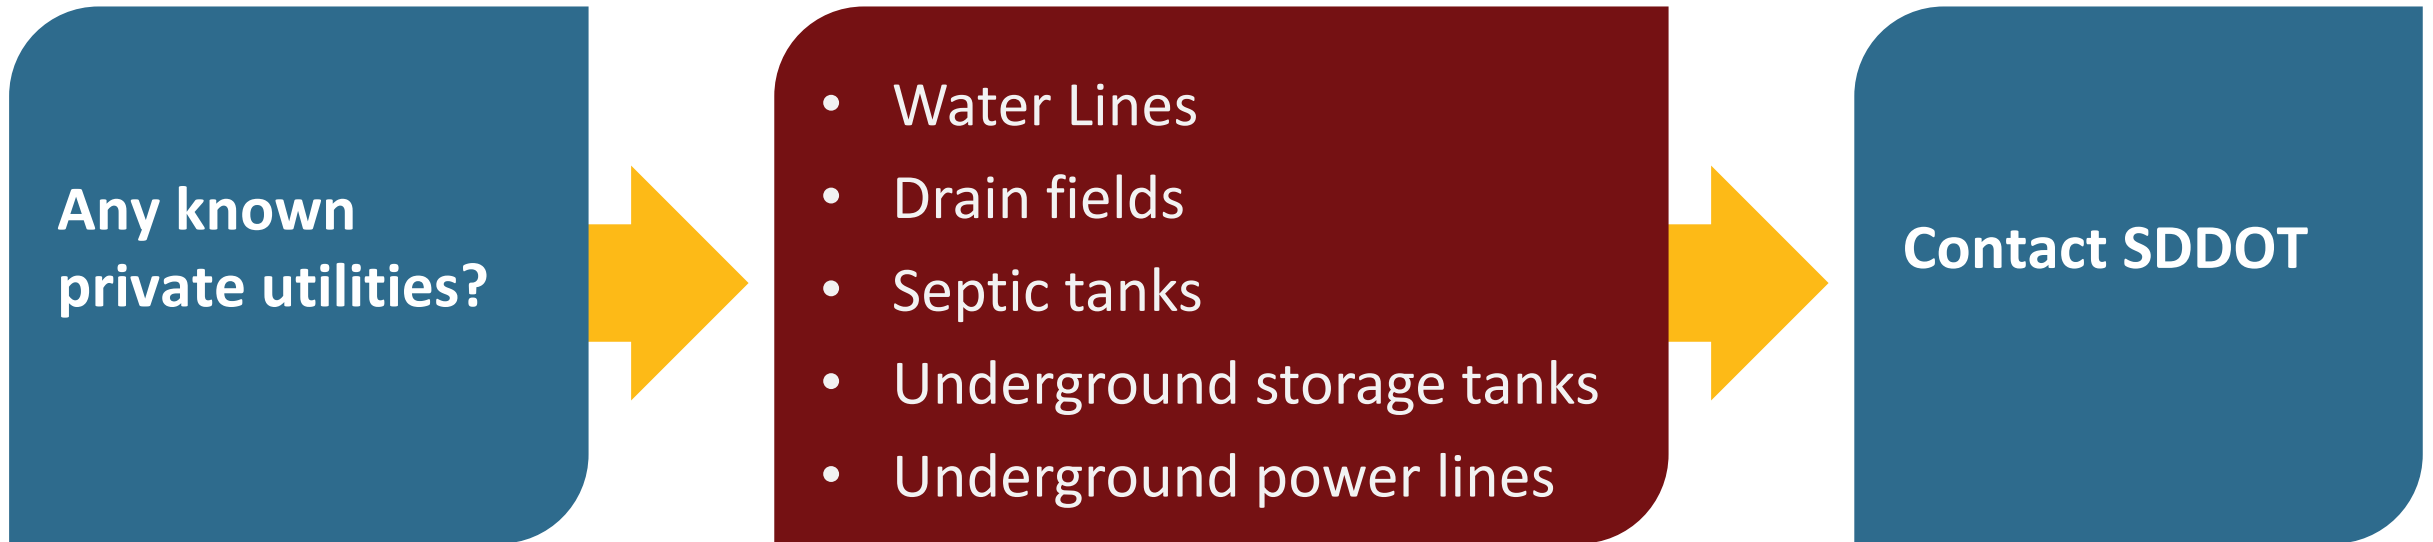 Any known
private utilities?
• Water Lines
• Drain fields
• Septic tanks
• Underground storage tanks
• Underground power lines
Contact SDDOT